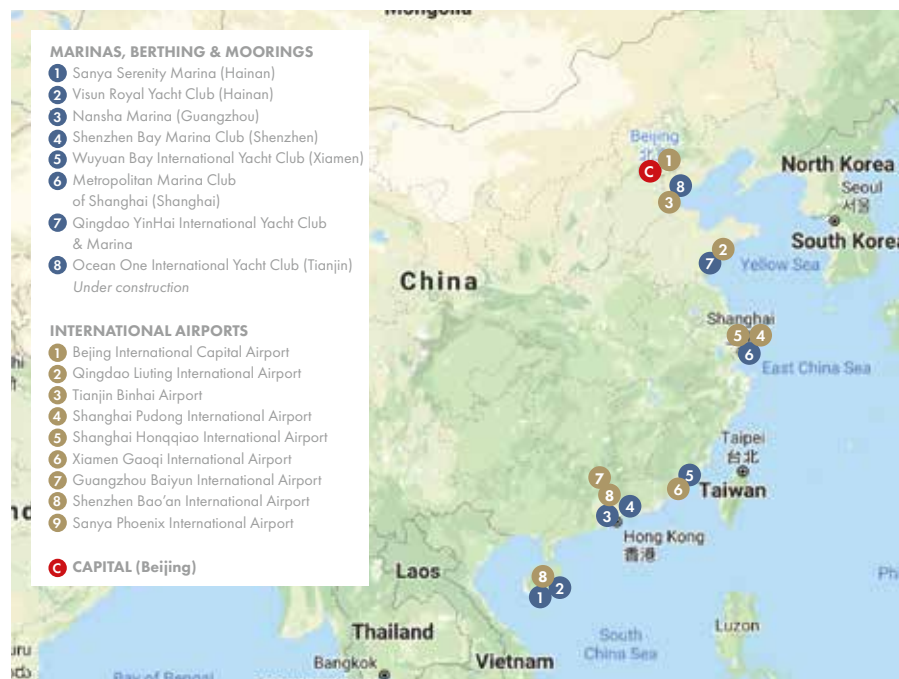 Mongolia
MARINAS, BERTHING & MOORINGS
1 Sanya Serenity Marina (Hainan)
2 Visun Royal Yacht Club (Hainan)
3 Nansha Marina (Guangzhou)
4 Shenzhen Bay Marina Club (Shenzhen)
5 Wuyuan Bay International Yacht Club (Xiamen)
6 Metropolitan Marina Club
of Shanghai (Shanghai)
7 Qingdao YinHai International Yacht Club
& Marina
8 Ocean One International Yacht Club (Tianjin)
Under construction
INTERNATIONAL AIRPORTS
1 Bejing International Capital Airport
2 Qingdao Liuting International Airport
3 Tianjin Binhai Airport
4 Shanghai Pudong International Airport
5 Shanghai Honqqiao International Airport
6 Xiamen Gaoqi International Airport
7 Guangzhou Baiyun International Airport
8 Shenzhen Bao'an International Airport
9 Sanya Phoenix International Airport
C CAPITAL (Beijing)
Beijing
北
1
C
8
3
North Korea
Seoul
서울
South Korea
2
7
Yellow Sea
China
Shanghai
5 4
6
East China Sea
Taipei
台北
5
6
Taiwan
7
8
4
3
Hong Kong
香港
8
2
1
Laos
Thailand
Bangkok
Vietnam
South
China Sea
Luzon
Ph
Bay of Bengal